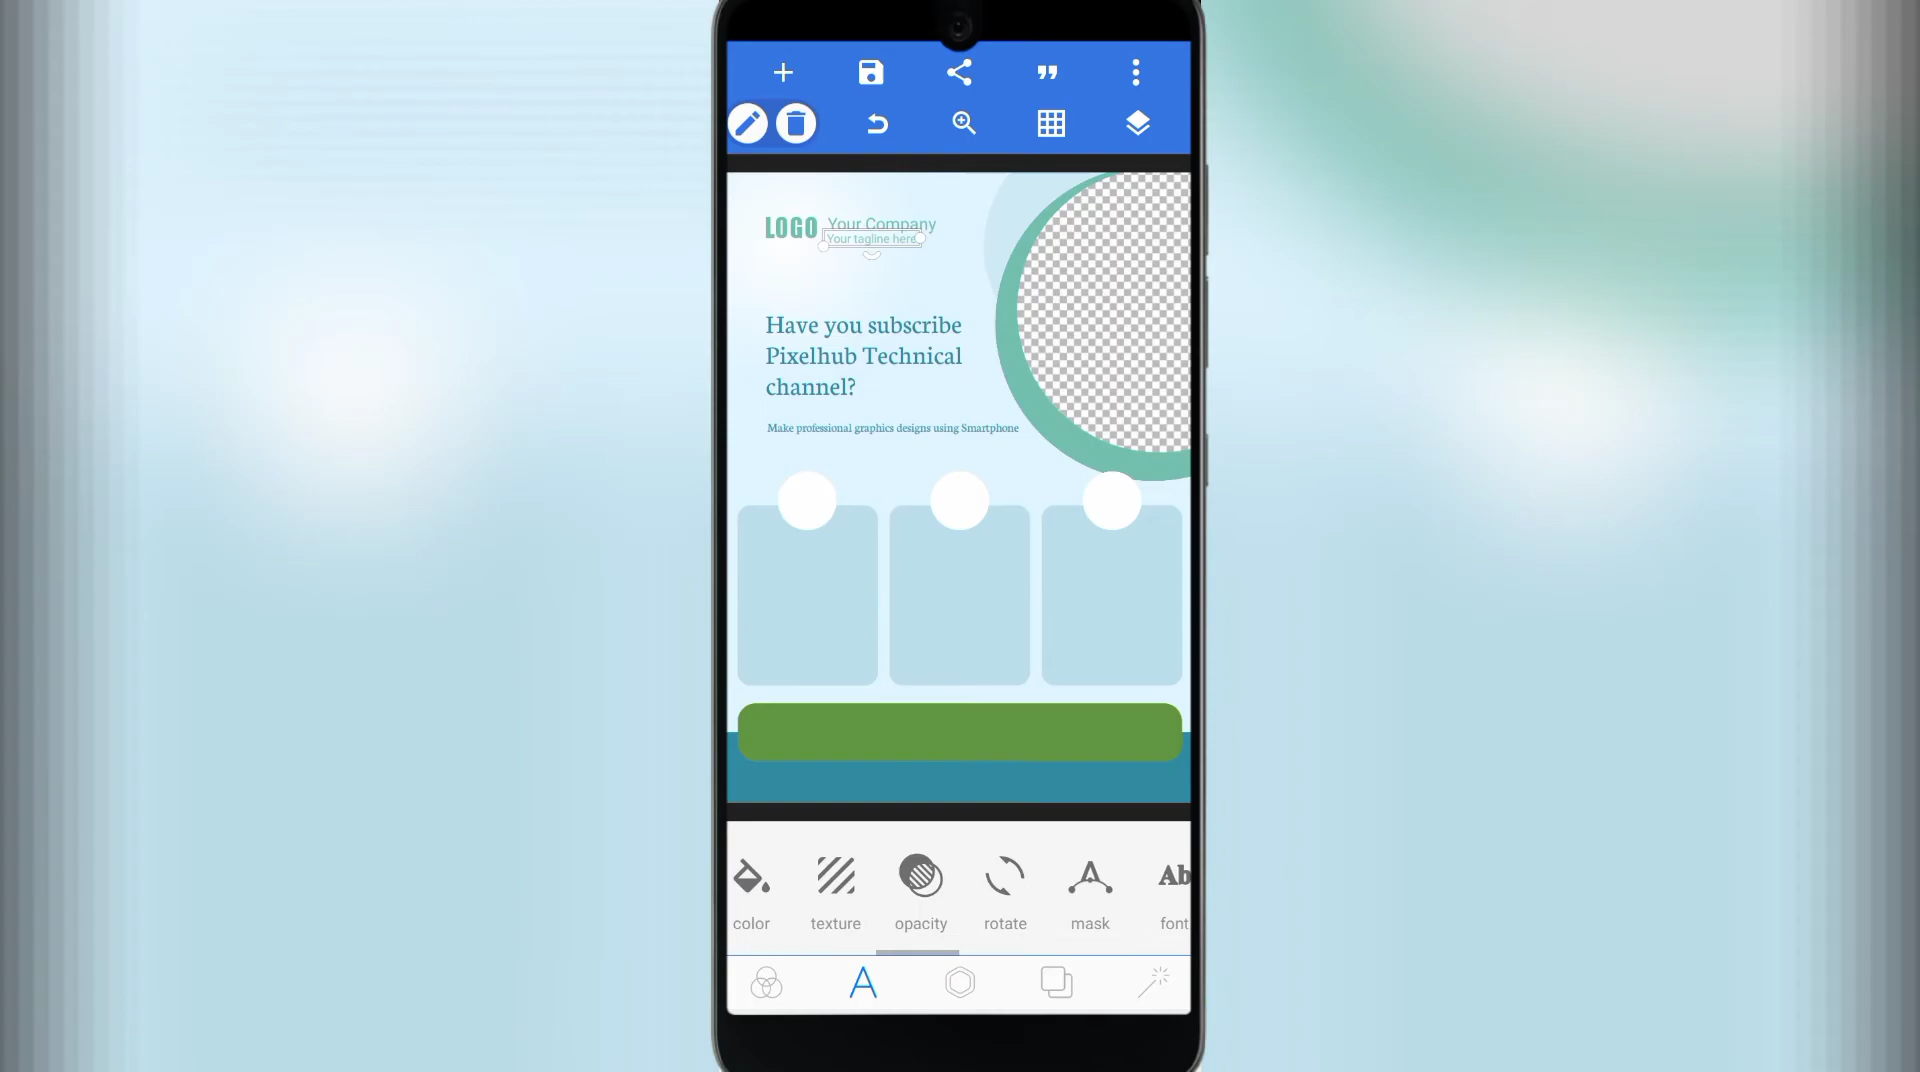 LOGO Your Company
Your tagline here
Have you subscribe
Pixelhub Technical
channel?
Make professional graphics designs using Smartphone
color texture opacity rotate mask font
Ab
A